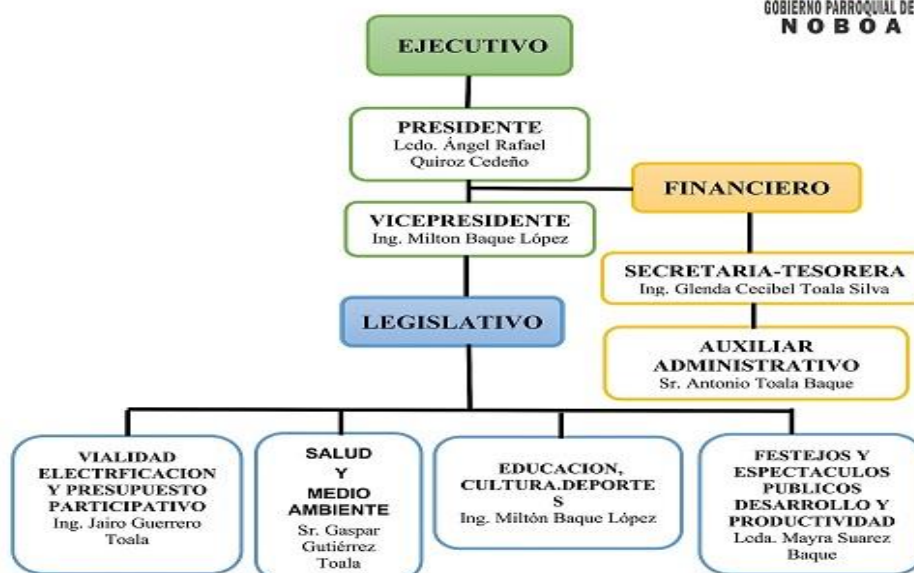 GOBIERNO PARROQUIAL DE
NOBOA
EJECUTIVO
PRESIDENTE
Lcdo. Ángel Rafael
Quiroz Cedeño
FINANCIERO
VICEPRESIDENTE
Ing. Milton Baque López
SECRETARIA-TESORERA
Ing. Glenda Cecibel Toala Silva
LEGISLATIVO
AUXILIAR
ADMINISTRATIVO
Sr. Antonio Toala Baque
VIALIDAD
ELECTRFICACION
Y PRESUPUESTO
PARTICIPATIVO
Ing. Jairo Guerrero
Toala
SALUD
Y
MEDIO
AMBIENTE
Sr. Gaspar
Gutiérrez
Toala
EDUCACION,
CULTURA.DEPORTE
S
Ing. Miltón Baque López
FESTEJOS Y
ESPECTACULOS
PUBLICOS
DESARROLLO Y
PRODUCTIVIDAD
Lcda. Mayra Suarez
Baque